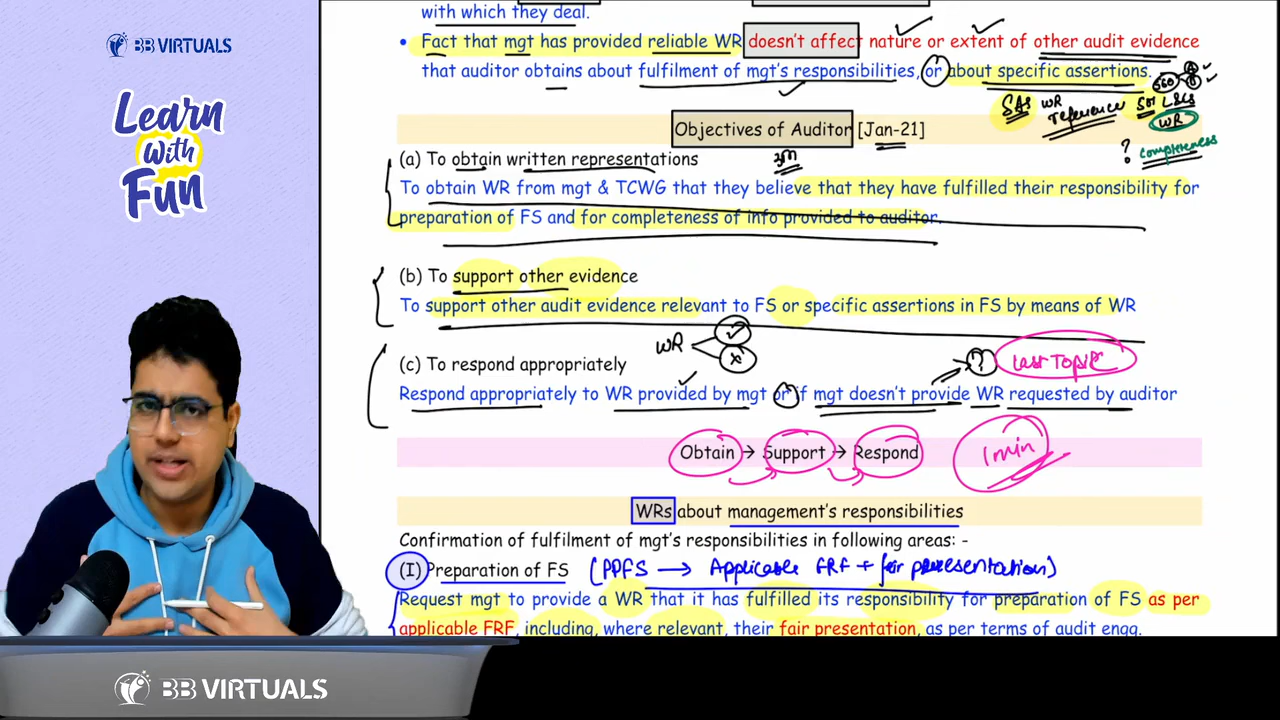 BB VIRTUALS
Learn
With
Fun
with which they deal.
• Fact that mgt has provided reliable WR doesn't affect nature or extent of other audit evidence
that auditor obtains about fulfilment of mgt's responsibilities, or about specific assertions.
SAs WR reference 501 LSCS
560
WR
? completeness
Objectives of Auditor [Jan-21]
3m
(a) To obtain written representations
To obtain WR from mgt & TCWG that they believe that they have fulfilled their responsibility for
preparation of FS and for completeness of info provided to auditor.
(b) To support other evidence
To support other audit evidence relevant to FS or specific assertions in FS by means of WR
WR
? Last Topic
(c) To respond appropriately
Respond appropriately to WR provided by mgt or if mgt doesn't provide WR requested by auditor
Obtain → Support → Respond 1 min
WRs about management's responsibilities
Confirmation of fulfilment of mgt's responsibilities in following areas: -
(I) Preparation of FS (PPFS → Applicable FRF + fair presentation)
Request mgt to provide a WR that it has fulfilled its responsibility for preparation of FS as per
applicable FRF, including, where relevant, their fair presentation, as per terms of audit engg.
BB VIRTUALS